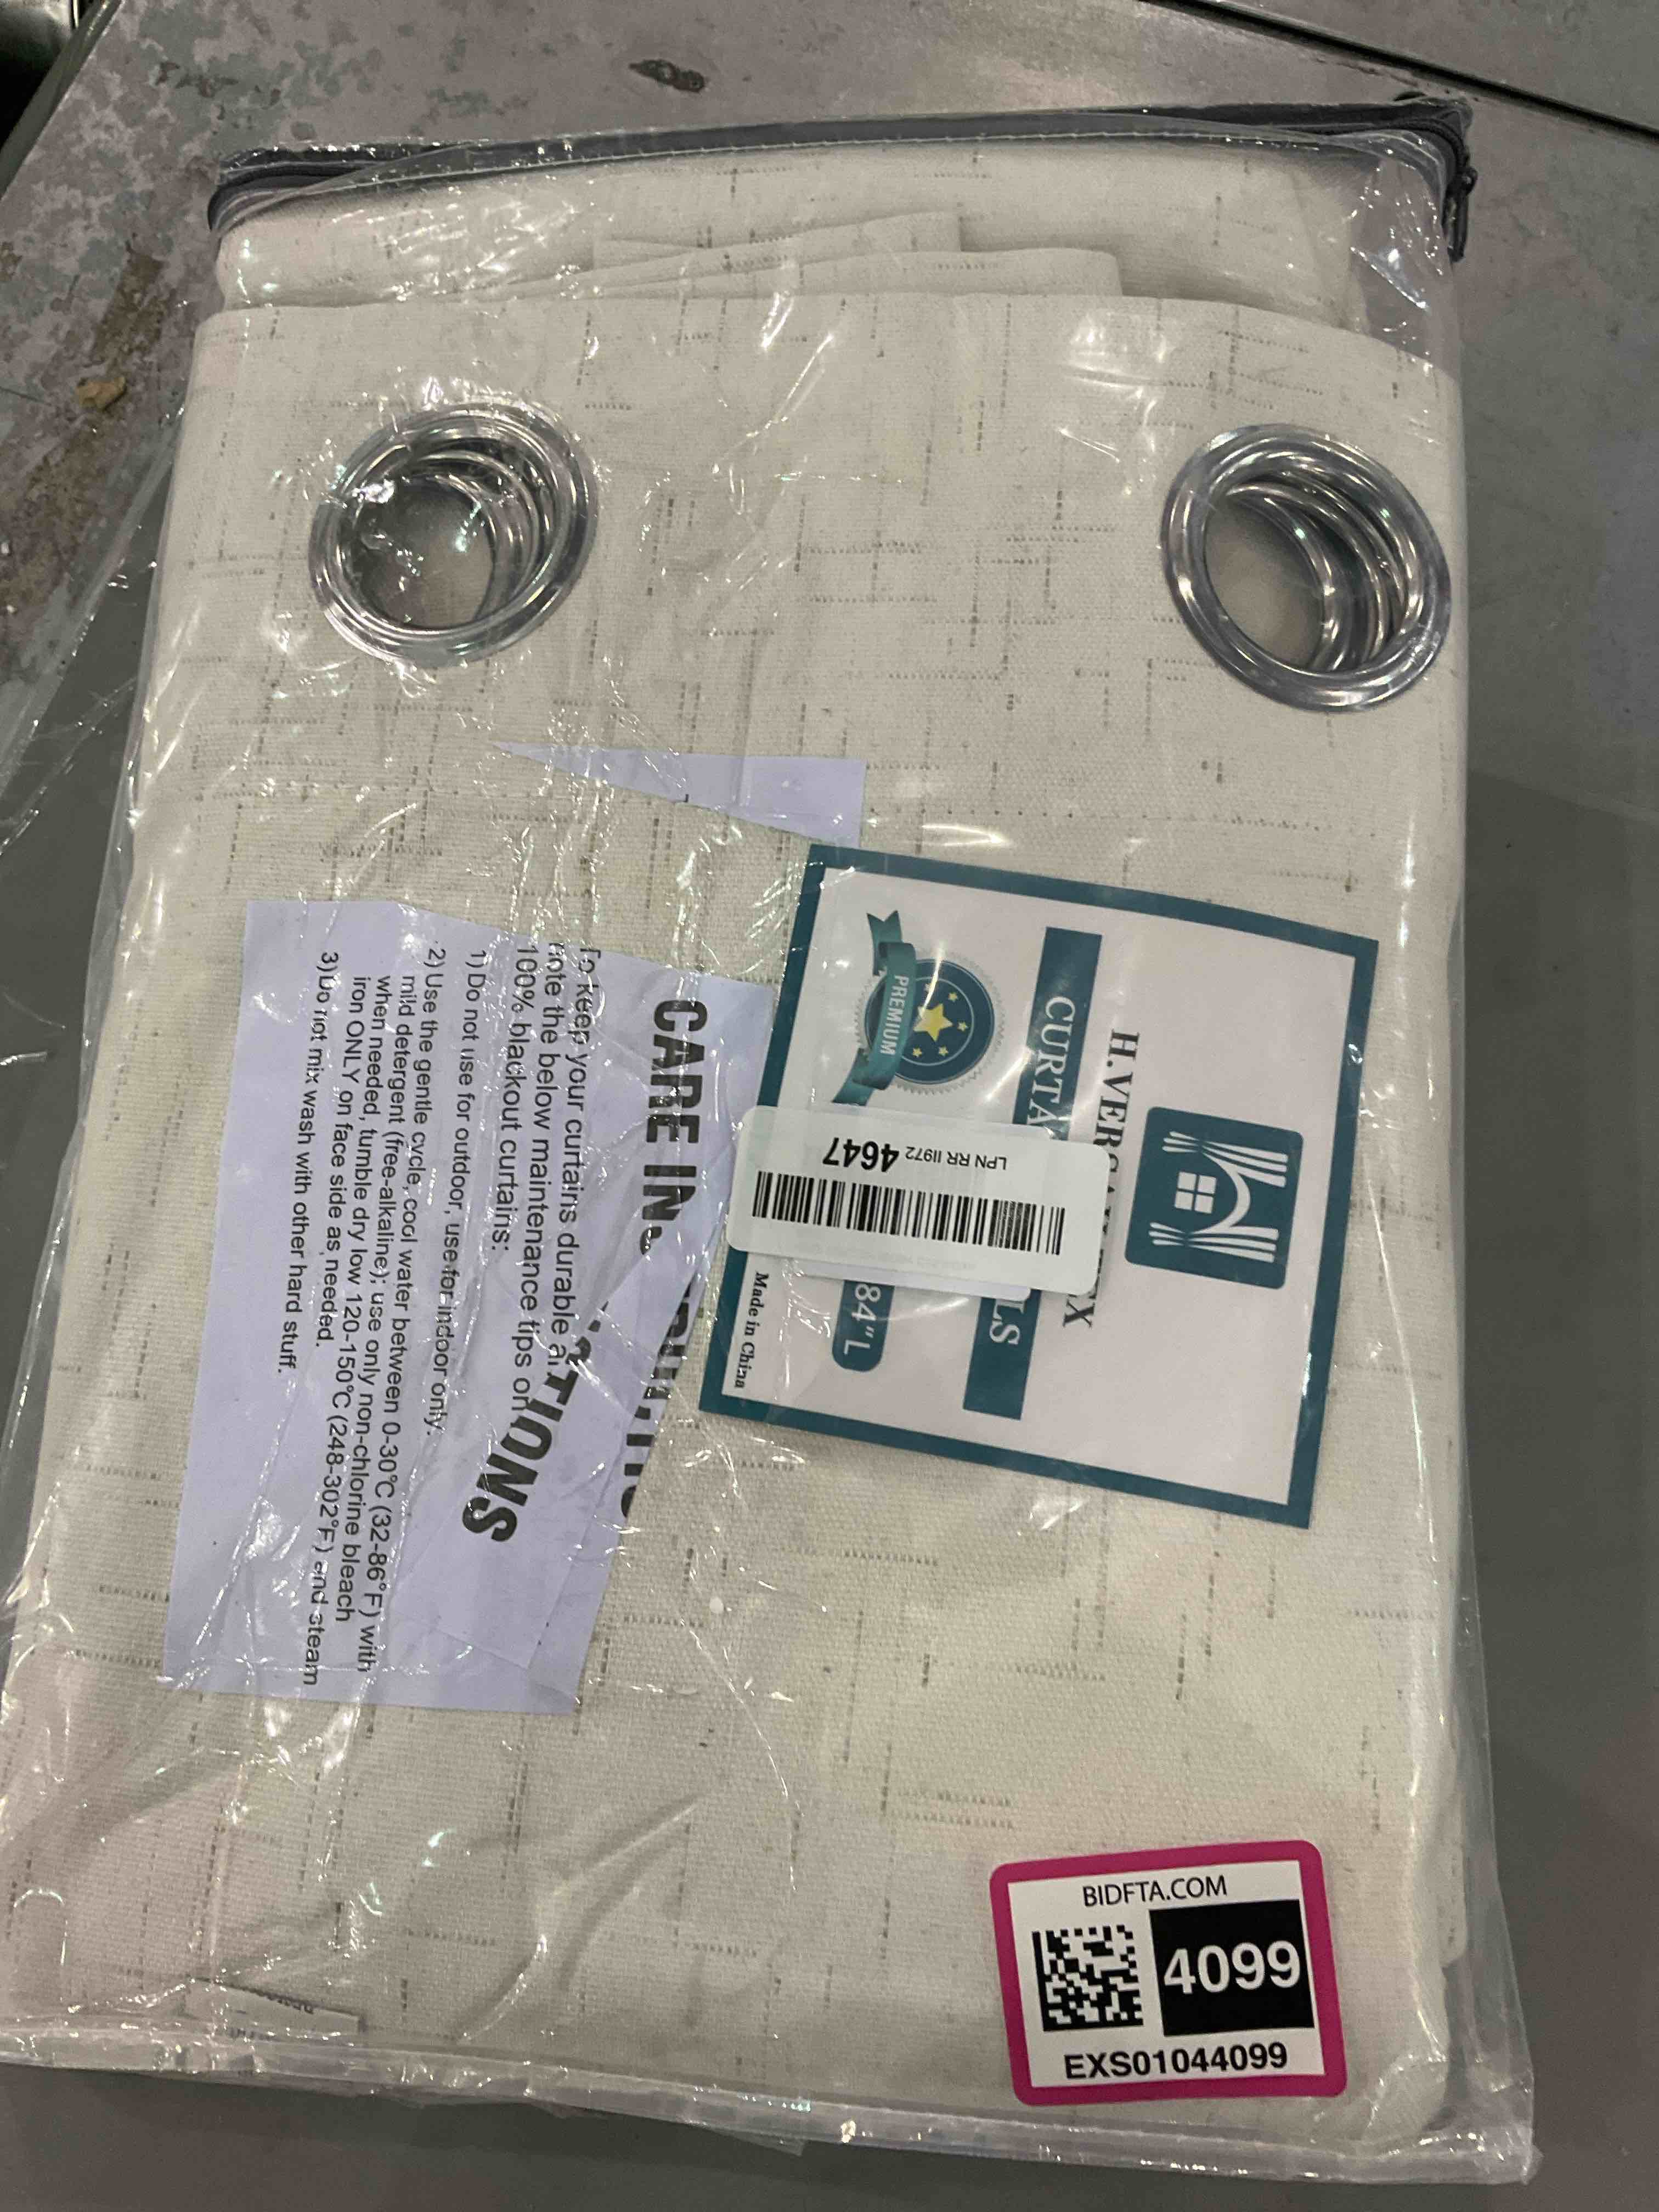 H.VER
CURTA
LS
PREMIUM
84"L
Made in China
LPN RR II972 4647
CARE IN
CTIONS
To keep your curtains durable
note the below maintenance tips on
100% blackout curtains:
1) Do not use for outdoor, use for indoor only.
2) Use the gentle cycle, cool water between 0-30°C (32-86°F) with
mild detergent (free-alkaline); use only non-chlorine bleach
when needed, tumble dry low 120-150°C (248-302°F) and steam
iron ONLY on face side as needed.
3) Do not mix wash with other hard stuff.
BIDFTA.COM
4099
EXS01044099